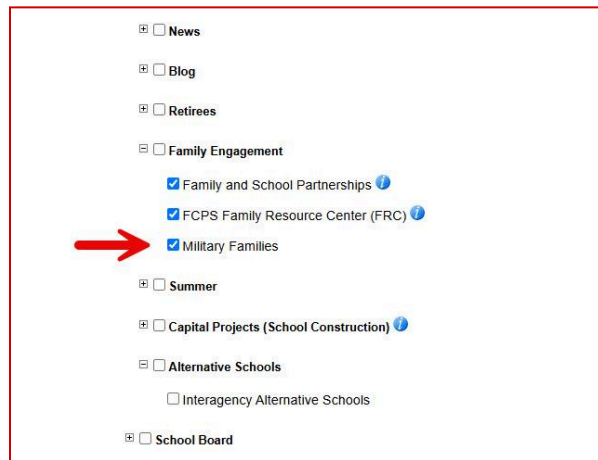 News
Blog
Retirees
Family Engagement
Family and School Partnerships
FCPS Family Resource Center (FRC)
Military Families
Summer
Capital Projects (School Construction)
Alternative Schools
Interagency Alternative Schools
School Board